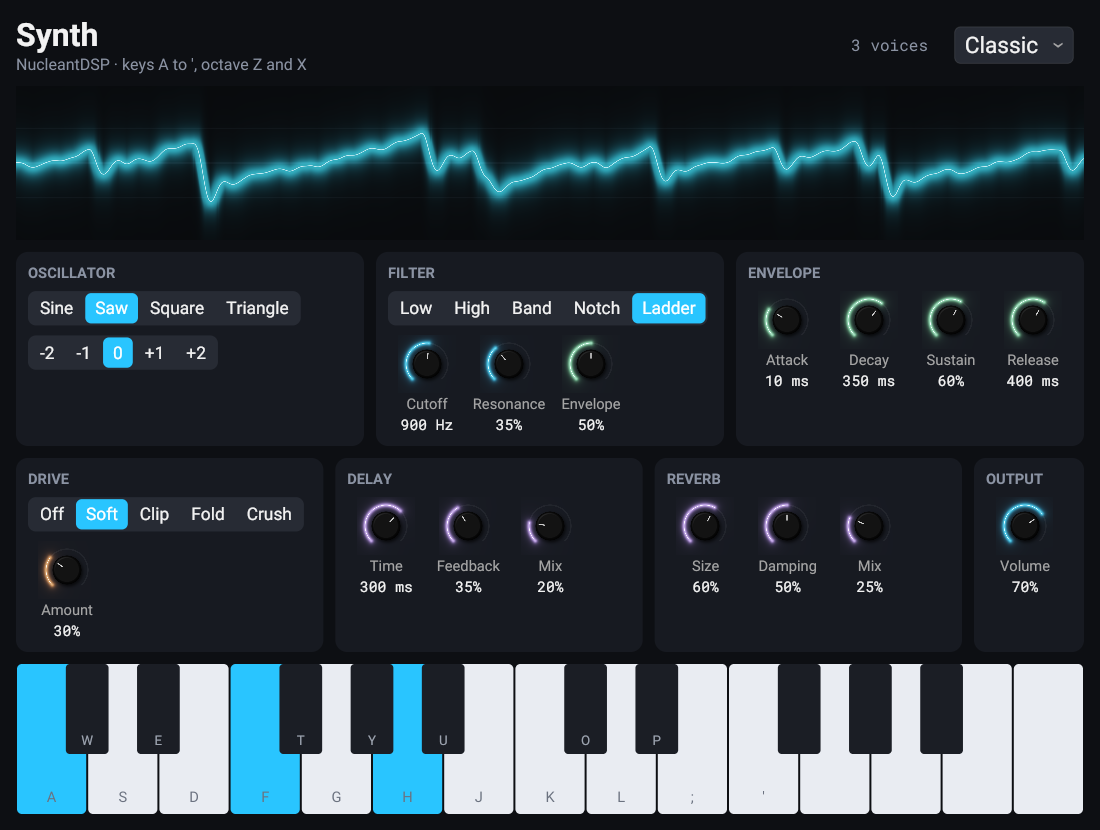 Synth
NucleantDSP · keys A to ', octave Z and X
3 voices
Classic
OSCILLATOR
Sine Saw Square Triangle
-2 -1 0 +1 +2
FILTER
Low High Band Notch Ladder
Cutoff Resonance Envelope
900 Hz 35% 50%
ENVELOPE
Attack Decay Sustain Release
10 ms 350 ms 60% 400 ms
DRIVE
Off Soft Clip Fold Crush
Amount
30%
DELAY
Time Feedback Mix
300 ms 35% 20%
REVERB
Size Damping Mix
60% 50% 25%
OUTPUT
Volume
70%
W E T Y U O P
A S D F G H J K L ; '